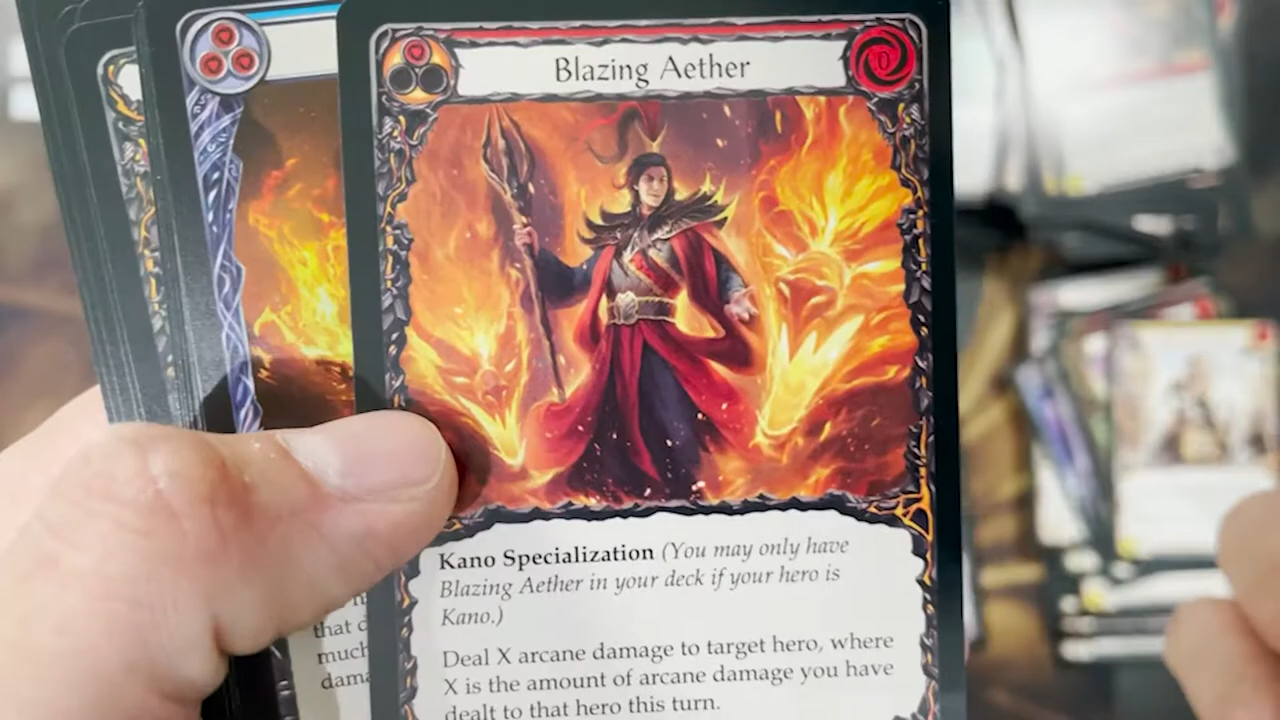 Blazing Aether
0
Kano Specialization (You may only have
Blazing Aether in your deck if your hero is
Kano.)
Deal X arcane damage to target hero, where
X is the amount of arcane damage you have
dealt to that hero this turn.
that d
much
dama